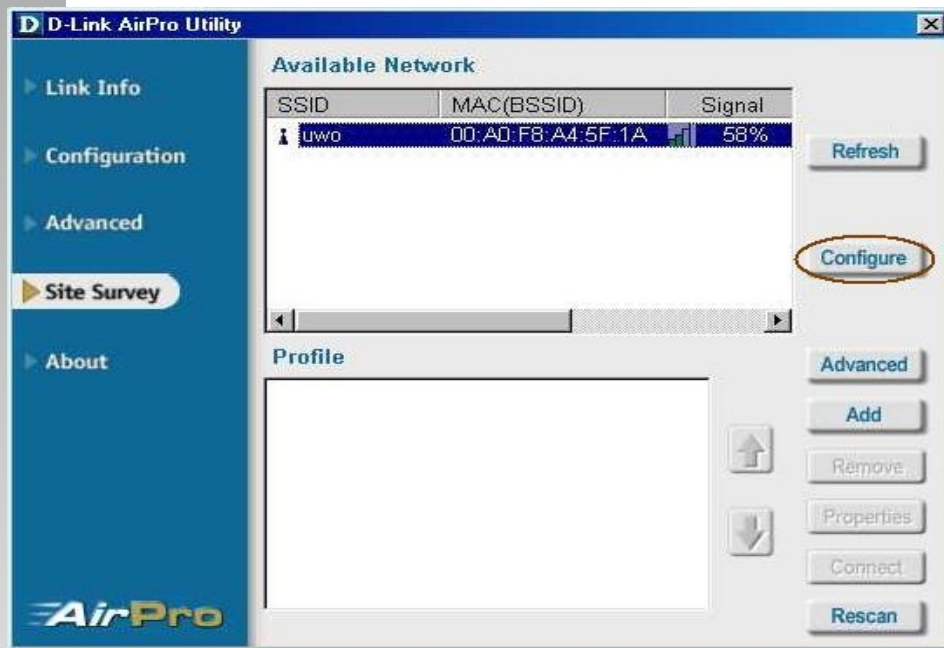 D D-Link AirPro Utility
Link Info
Configuration
Advanced
Site Survey
About
AirPro
Available Network
SSID MAC(BSSID) Signal
uwo 00:A0:F8:A4:5F:1A 58%
Refresh
Configure
Profile
Advanced
Add
Remove
Properties
Connect
Rescan